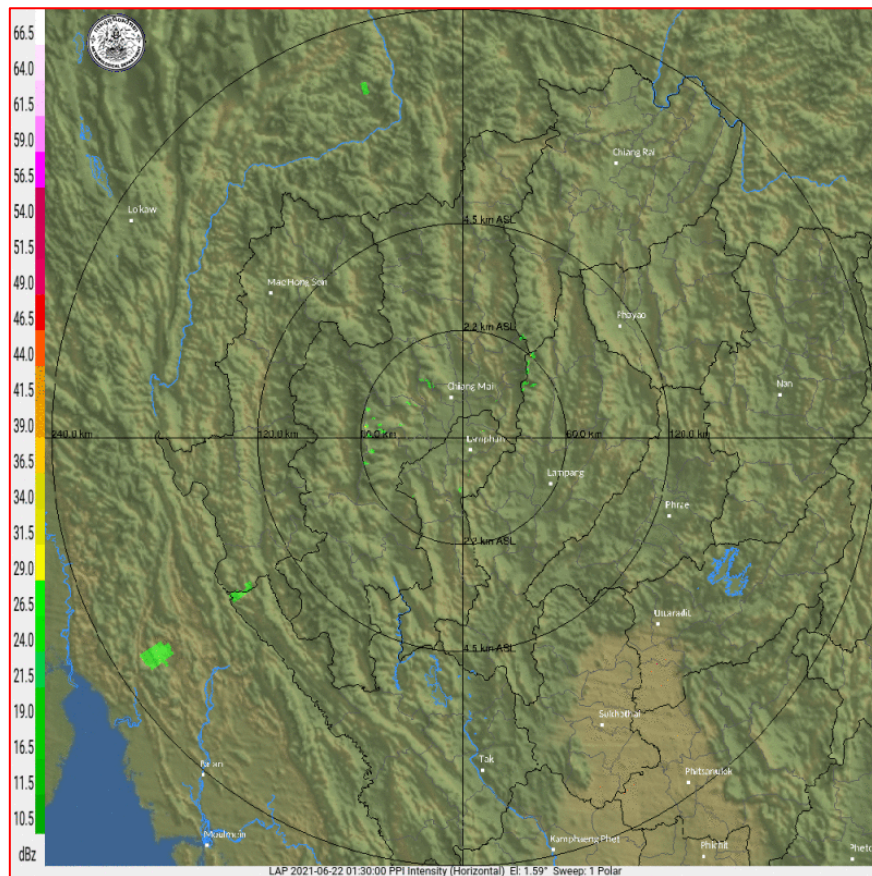 66.5
64.0
61.5
59.0
56.5
54.0
51.5
49.0
46.5
44.0
41.5
39.0
36.5
34.0
31.5
29.0
26.5
24.0
21.5
19.0
16.5
11.5
10.5
dBz
Chiang Rai
Loikaw
4.5 km ASL
Mae Hong Son
Phayao
2.2 km ASL
Chiang Mai
Nan
240.0 km
120.0 km
60.0 km
120.0 km
Lamphun
Lampang
Phrae
2.2 km ASL
4.5 km ASL
Sukhothai
Tak
Phitsanulok
Moulmein
Kamphaeng Phet
Phichit
LAP 2021-06-22 01:30:00 PPI Intensity (Horizontal) El: 1.59° Sweep: 1 Polar